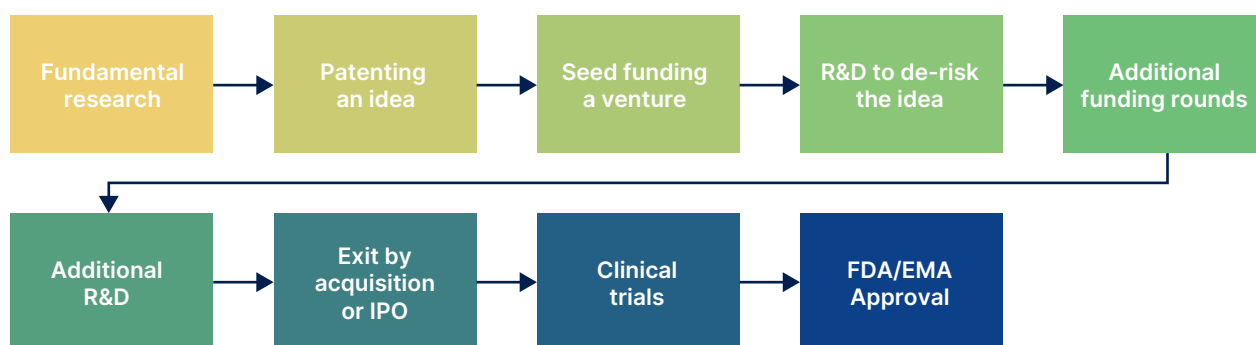 Fundamental
research
Patenting
an idea
Seed funding
a venture
R&D to de-risk
the idea
Additional
funding rounds
Additional
R&D
Exit by
acquisition
or IPO
Clinical
trials
FDA/EMA
Approval